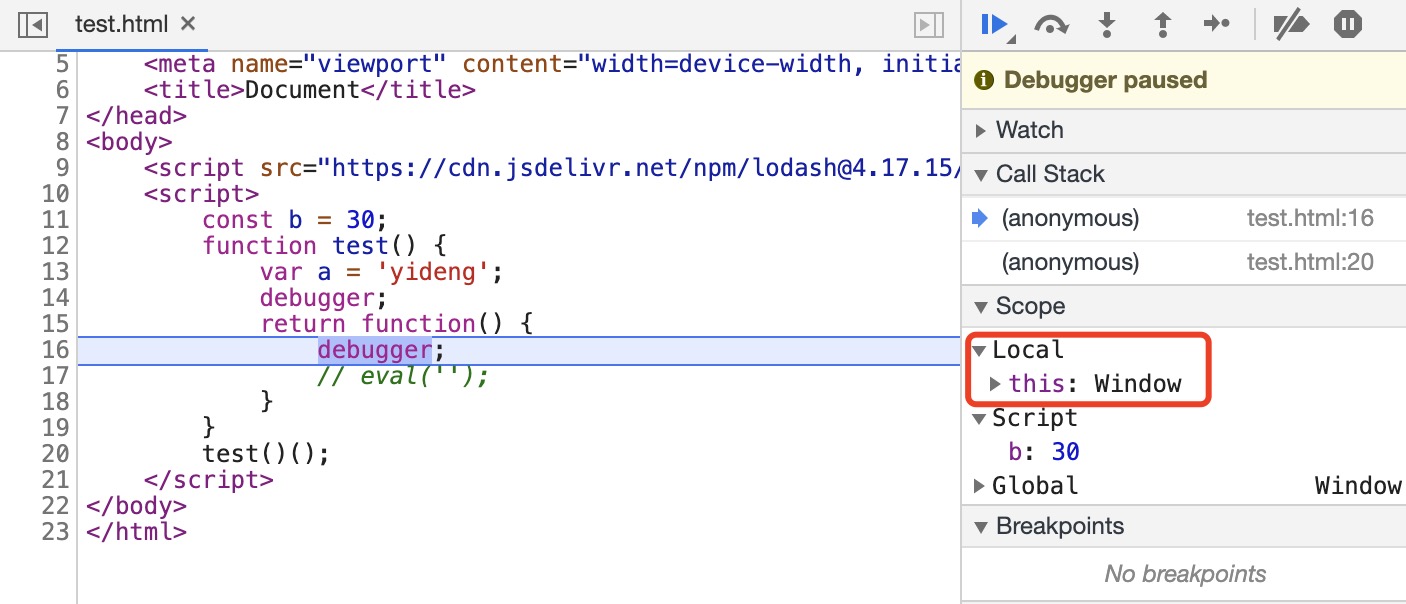 test.html ×
5 <meta name="viewport" content="width=device-width, initia
6 <title>Document</title>
7 </head>
8 <body>
9 <script src="https://cdn.jsdelivr.net/npm/lodash@4.17.15/
10 <script>
11 const b = 30;
12 function test() {
13 var a = 'yideng';
14 debugger;
15 return function() {
16 debugger;
17 // eval('');
18 }
19 }
20 test()();
21 </script>
22 </body>
23 </html>
Debugger paused
Watch
Call Stack
(anonymous) test.html:16
(anonymous) test.html:20
Scope
Local
this: Window
Script
b: 30
Global Window
Breakpoints
No breakpoints